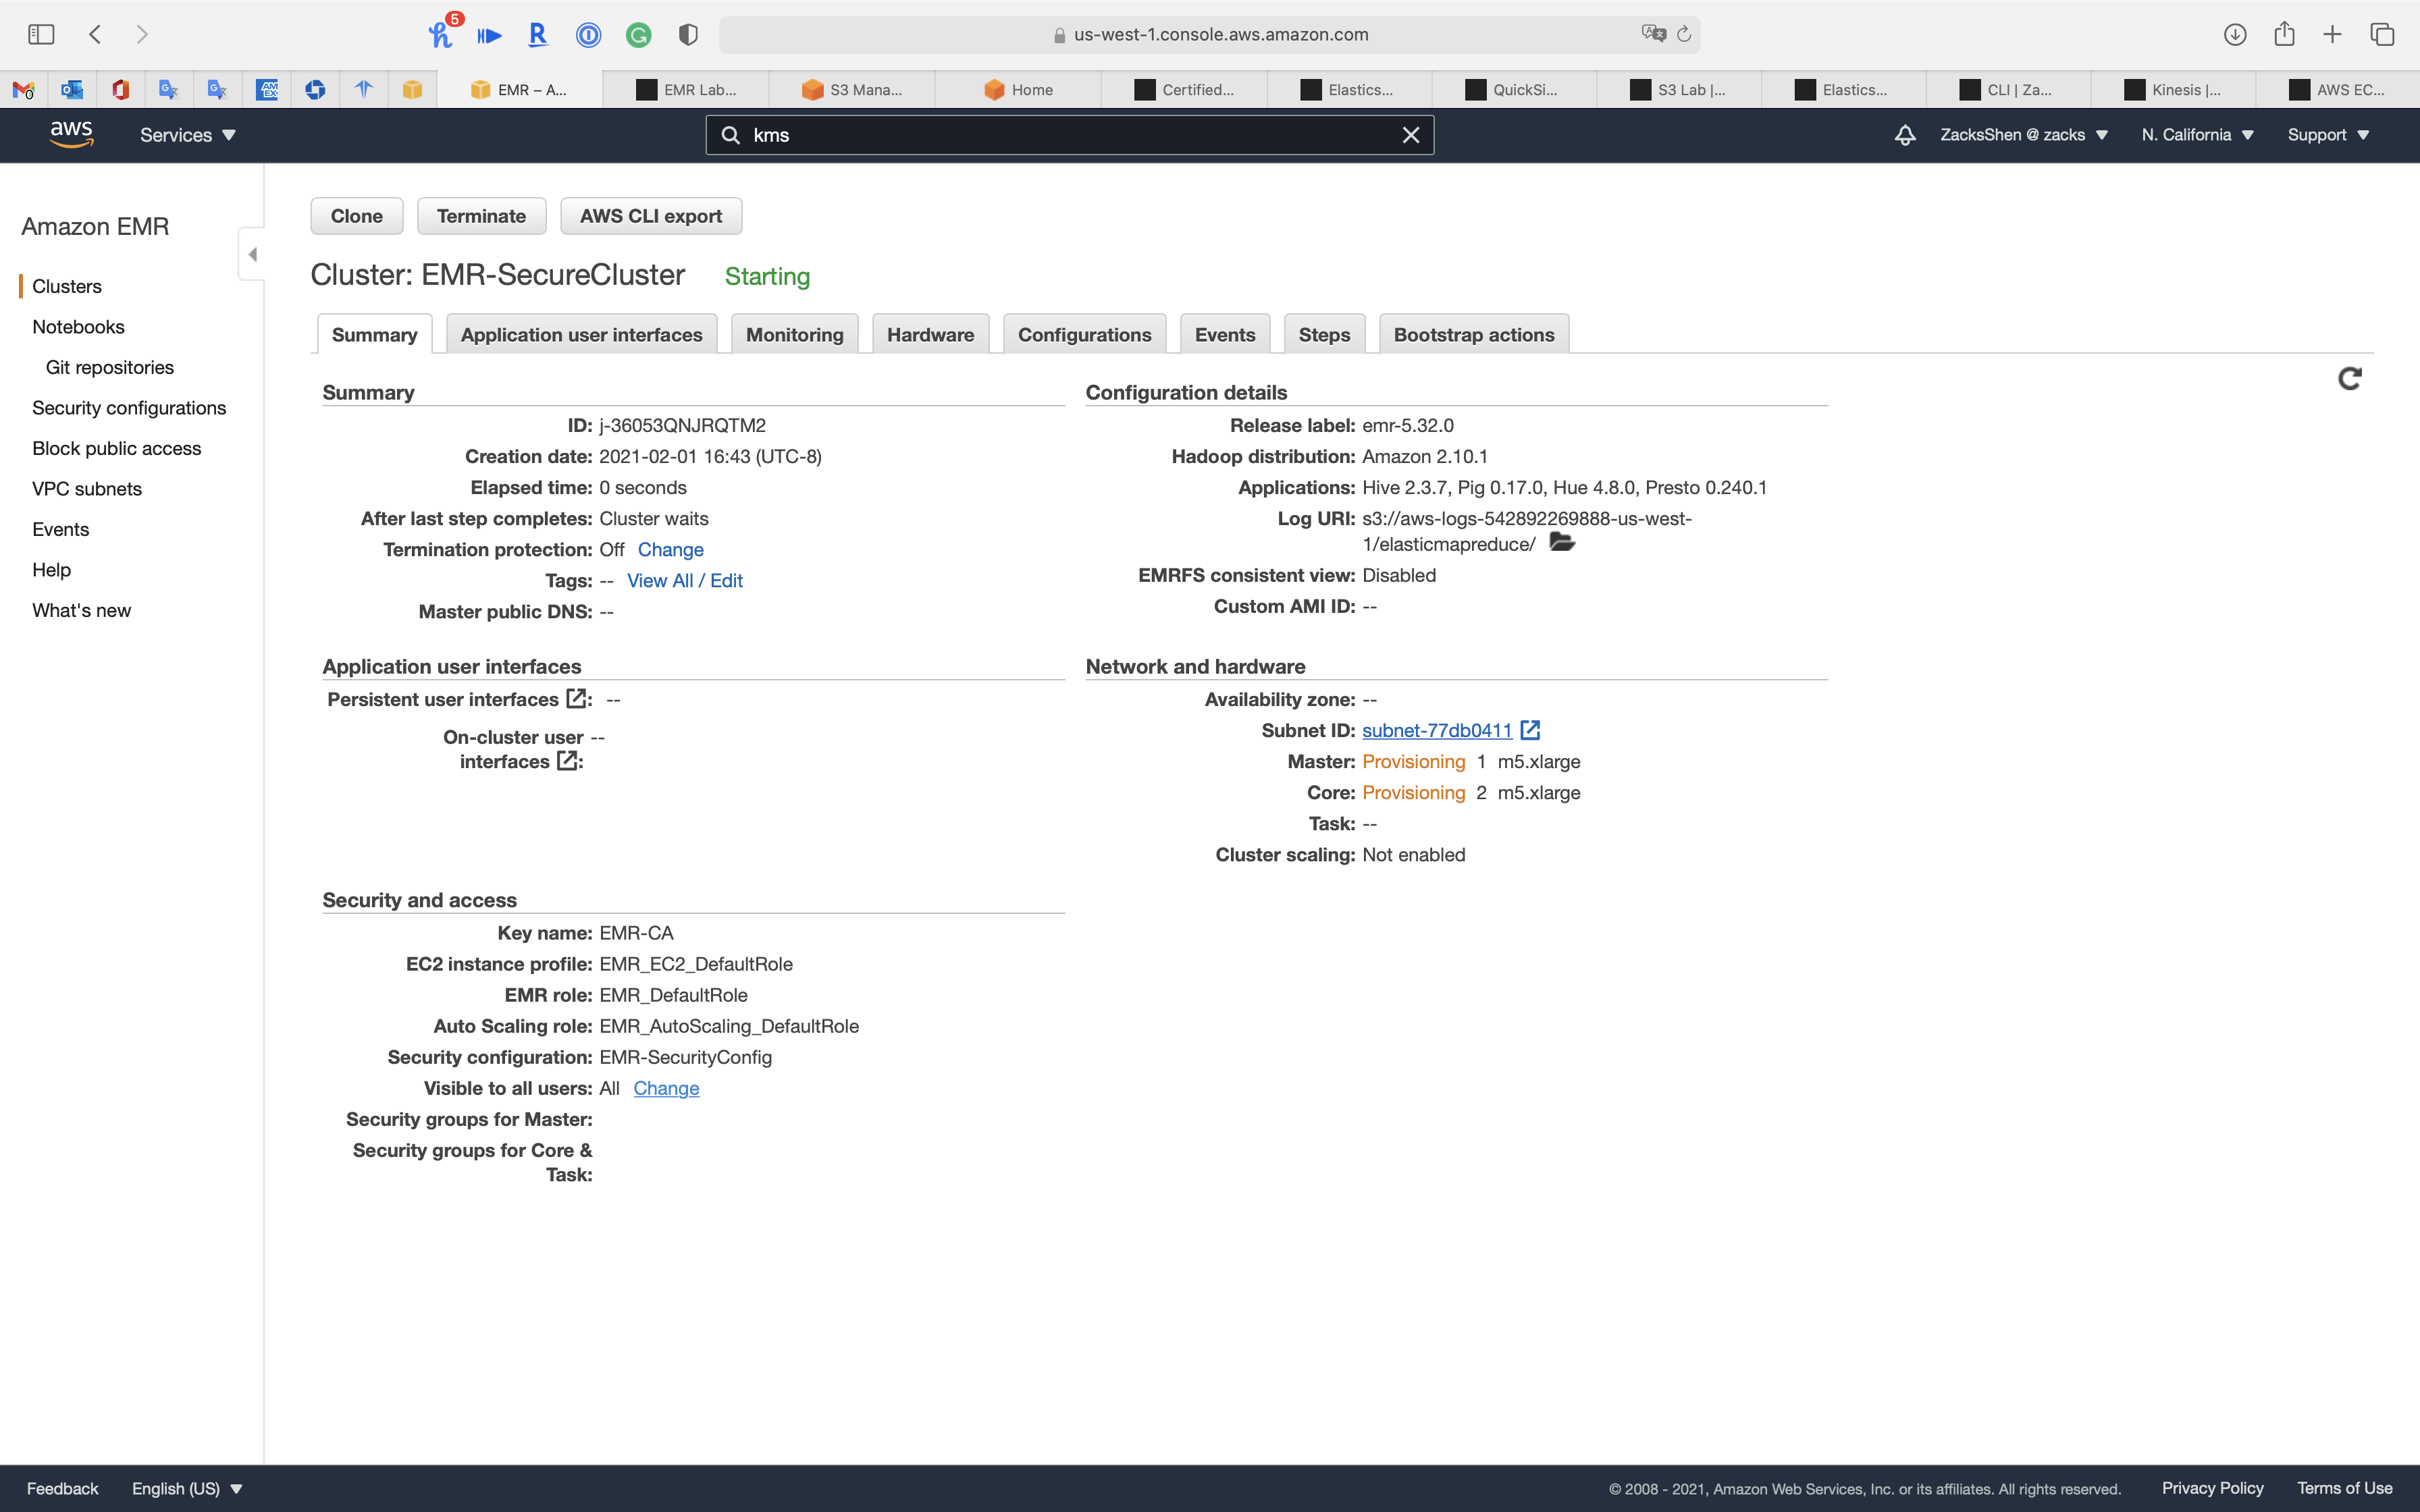 5
us-west-1.console.aws.amazon.com
EMR – A...
EMR Lab...
S3 Mana...
Home
Certified...
Elastics...
QuickSi...
S3 Lab |...
Elastics...
CLI | Za...
Kinesis |...
AWS EC...
aws
Services
kms
ZacksShen @ zacks
N. California
Support
Amazon EMR
Clusters
Notebooks
Git repositories
Security configurations
Block public access
VPC subnets
Events
Help
What's new
Clone
Terminate
AWS CLI export
Cluster: EMR-SecureCluster Starting
Summary
Application user interfaces
Monitoring
Hardware
Configurations
Events
Steps
Bootstrap actions
Summary
ID: j-36053QNJRQTM2
Creation date: 2021-02-01 16:43 (UTC-8)
Elapsed time: 0 seconds
After last step completes: Cluster waits
Termination protection: Off Change
Tags: -- View All / Edit
Master public DNS: --
Configuration details
Release label: emr-5.32.0
Hadoop distribution: Amazon 2.10.1
Applications: Hive 2.3.7, Pig 0.17.0, Hue 4.8.0, Presto 0.240.1
Log URI: s3://aws-logs-542892269888-us-west-
1/elasticmapreduce/
EMRFS consistent view: Disabled
Custom AMI ID: --
Application user interfaces
Persistent user interfaces : --
On-cluster user --
interfaces :
Network and hardware
Availability zone: --
Subnet ID: subnet-77db0411
Master: Provisioning 1 m5.xlarge
Core: Provisioning 2 m5.xlarge
Task: --
Cluster scaling: Not enabled
Security and access
Key name: EMR-CA
EC2 instance profile: EMR_EC2_DefaultRole
EMR role: EMR_DefaultRole
Auto Scaling role: EMR_AutoScaling_DefaultRole
Security configuration: EMR-SecurityConfig
Visible to all users: All Change
Security groups for Master:
Security groups for Core &
Task:
Feedback
English (US)
© 2008 - 2021, Amazon Web Services, Inc. or its affiliates. All rights reserved.
Privacy Policy
Terms of Use